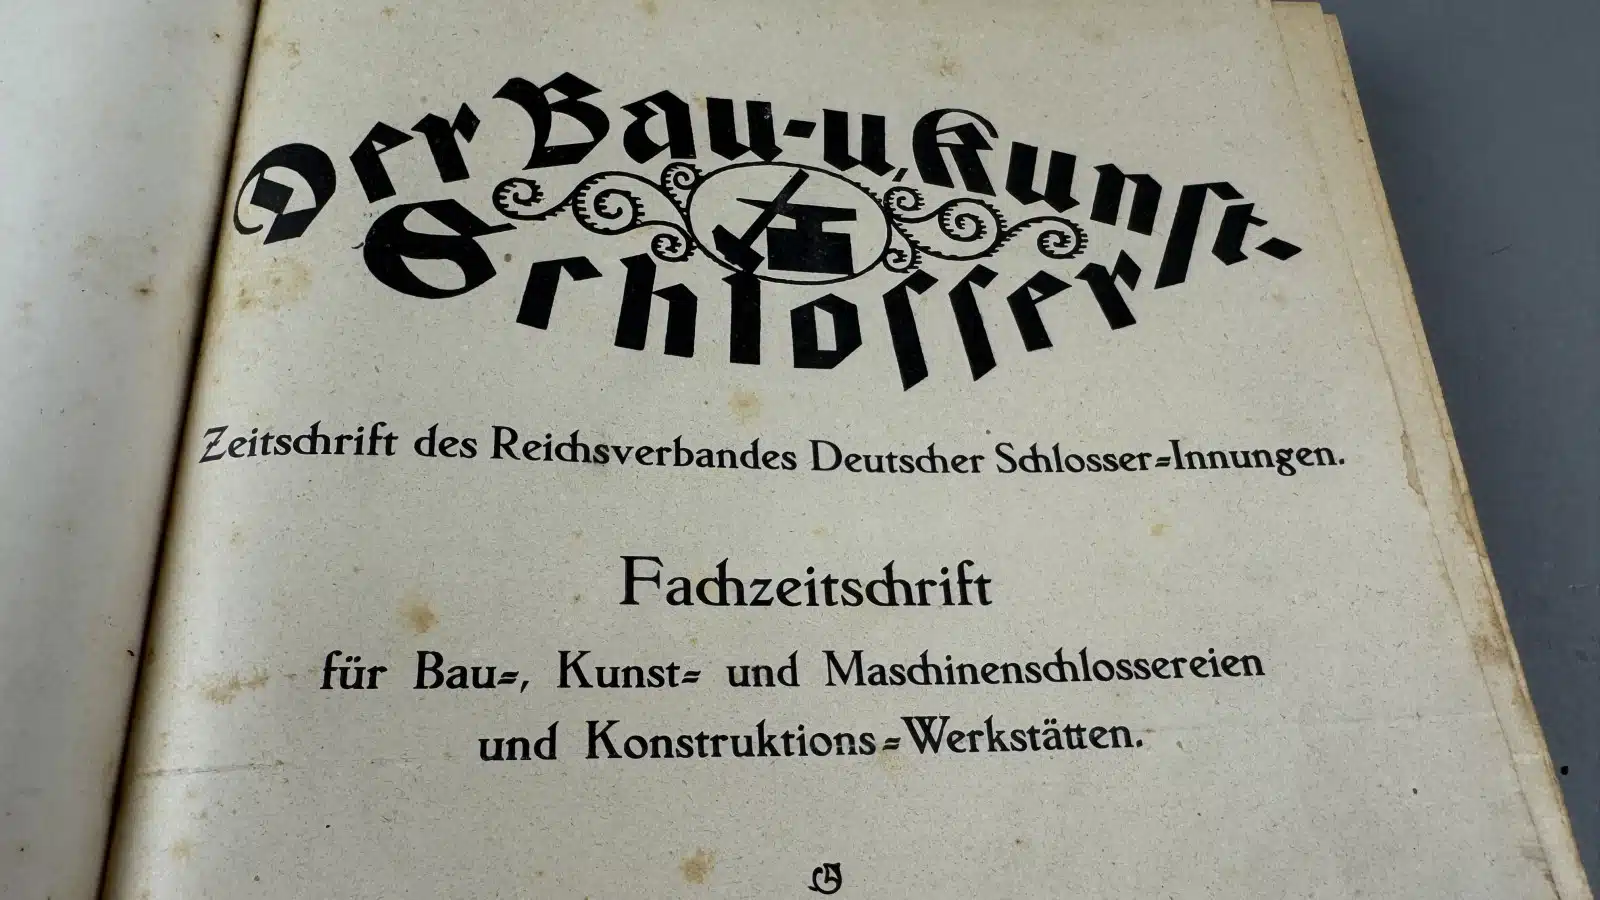 Der Bau- u. Kunst-
Schlosser
Zeitschrift des Reichsverbandes Deutscher Schlosser=Innungen.
Fachzeitschrift
für Bau=, Kunst= und Maschinenschlossereien
und Konstruktions=Werkstätten.